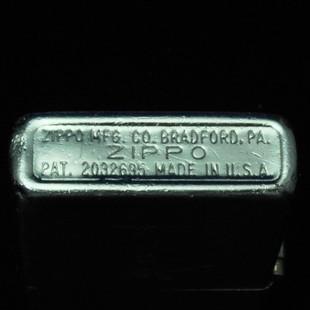 ZIPPO MFG. CO. BRADFORD, PA.
ZIPPO
PAT. 2032695 MADE IN U.S.A